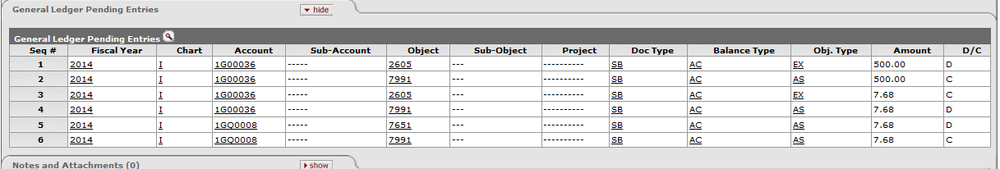 General Ledger Pending Entries hide
General Ledger Pending Entries
Seq # Fiscal Year Chart Account Sub-Account Object Sub-Object Project Doc Type Balance Type Obj. Type Amount D/C
1 2014 I 1G00036 ----- 2605 --- ---------- SB AC EX 500.00 D
2 2014 I 1G00036 ----- 7991 --- ---------- SB AC AS 500.00 C
3 2014 I 1G00036 ----- 2605 --- ---------- SB AC EX 7.68 C
4 2014 I 1G00036 ----- 7991 --- ---------- SB AC AS 7.68 D
5 2014 I 1GQ0008 ----- 7651 --- ---------- SB AC AS 7.68 D
6 2014 I 1GQ0008 ----- 7991 --- ---------- SB AC AS 7.68 C
Notes and Attachments (0) show